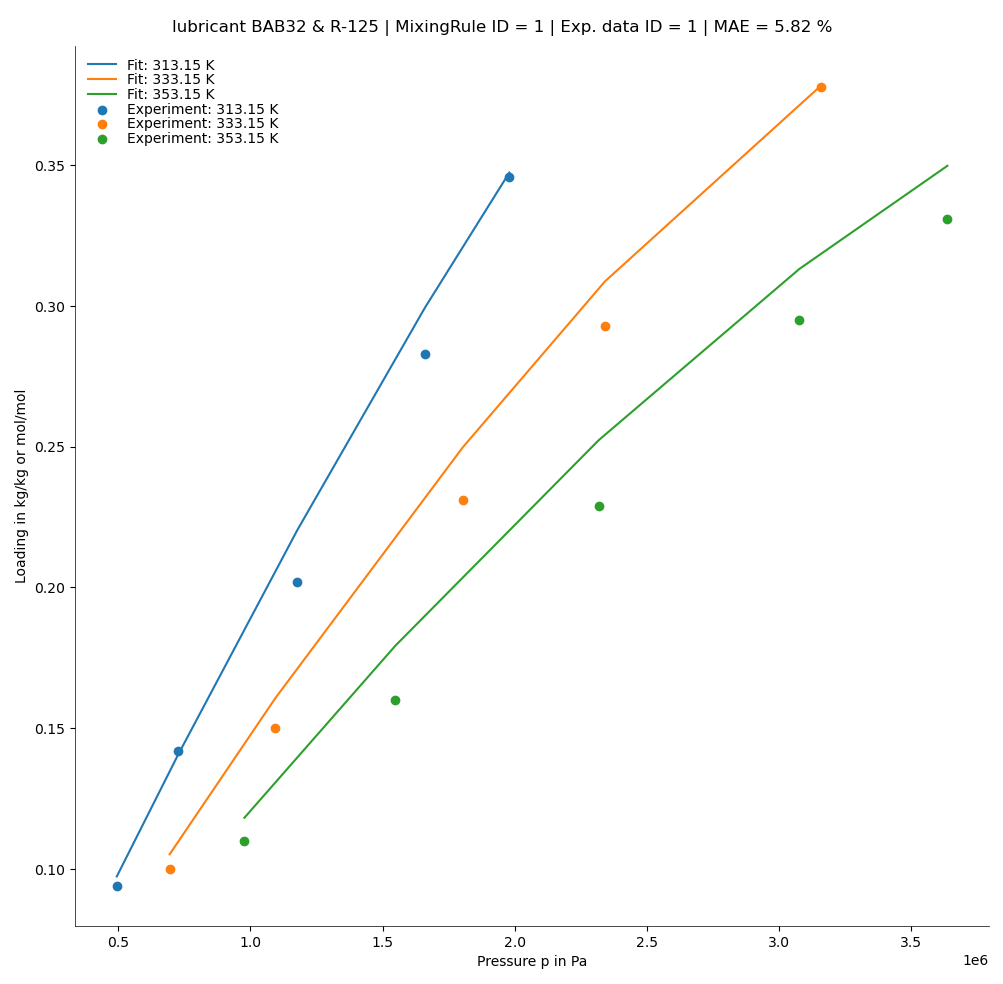 lubricant BAB32 & R-125 | MixingRule ID = 1 | Exp. data ID = 1 | MAE = 5.82 %
Fit: 313.15 K
Fit: 333.15 K
Fit: 353.15 K
Experiment: 313.15 K
Experiment: 333.15 K
Experiment: 353.15 K
0.35
0.30
0.25
0.20
0.15
0.10
Loading in kg/kg or mol/mol
0.5 1.0 1.5 2.0 2.5 3.0 3.5
1e6
Pressure p in Pa